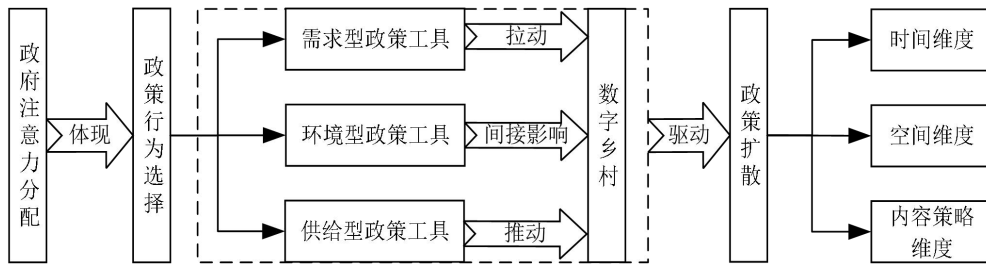 政府注意力分配
体现
政策行为选择
需求型政策工具
拉动
环境型政策工具
间接影响
供给型政策工具
推动
数字乡村
驱动
政策扩散
时间维度
空间维度
内容策略
维度